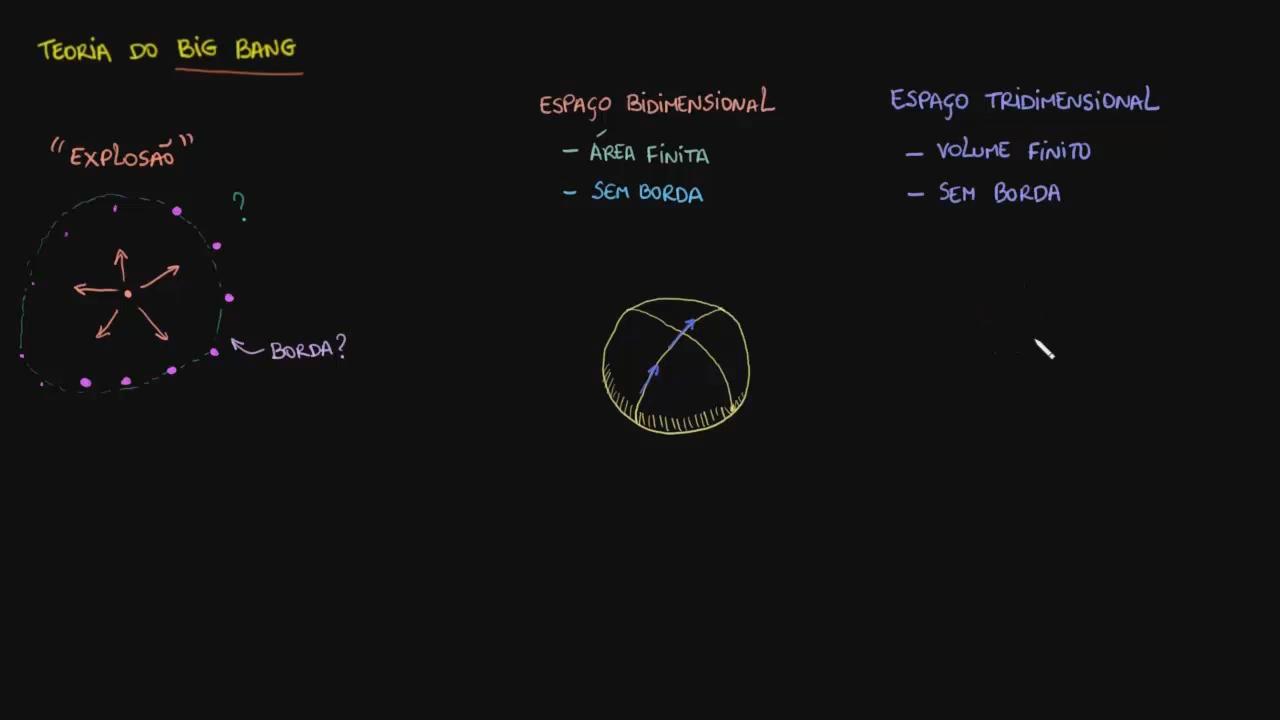 TEORIA DO BIG BANG
"EXPLOSÃO"
?
BORDA?
ESPAÇO BIDIMENSIONAL
- ÁREA FINITA
- SEM BORDA
ESPAÇO TRIDIMENSIONAL
- VOLUME FINITO
- SEM BORDA